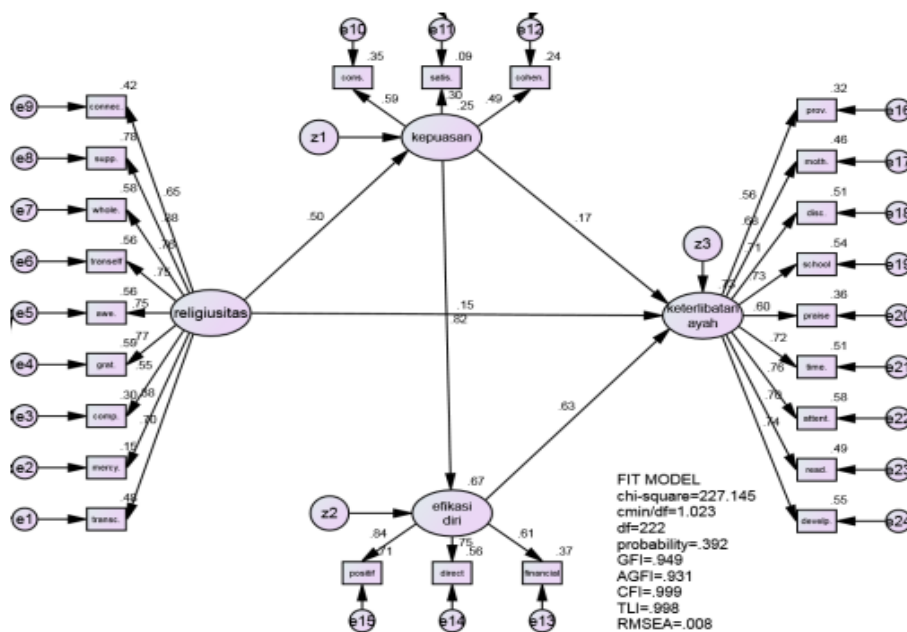 e10
e11
e12
.35
.09
.24
cons.
satis.
cohen.
.59
.30
.25
.49
z1
kepuasan
e9
.42
connec.
e8
.78
supp.
e7
.58
whole.
e6
.56
tranself
e5
.56
awe.
e4
.59
grat.
e3
.30
comp.
e2
.15
mercy.
e1
.48
transc.
.65
.88
.76
.75
.75
.77
.55
.38
.70
religiusitas
.50
.17
.15
.82
.63
z3
.73
keterlibatan
ayah
.32
prov.
e16
.46
moth.
e17
.51
disc.
e18
.54
school
e19
.36
praise
e20
.51
time.
e21
.58
attent.
e22
.49
read.
e23
.55
develp.
e24
.56
.68
.71
.73
.60
.72
.76
.70
.74
z2
.67
efikasi
diri
.84
.71
.75
.56
.61
.37
positif
direct
financial
e15
e14
e13
FIT MODEL
chi-square=227.145
cmin/df=1.023
df=222
probability=.392
GFI=.949
AGFI=.931
CFI=.999
TLI=.998
RMSEA=.008